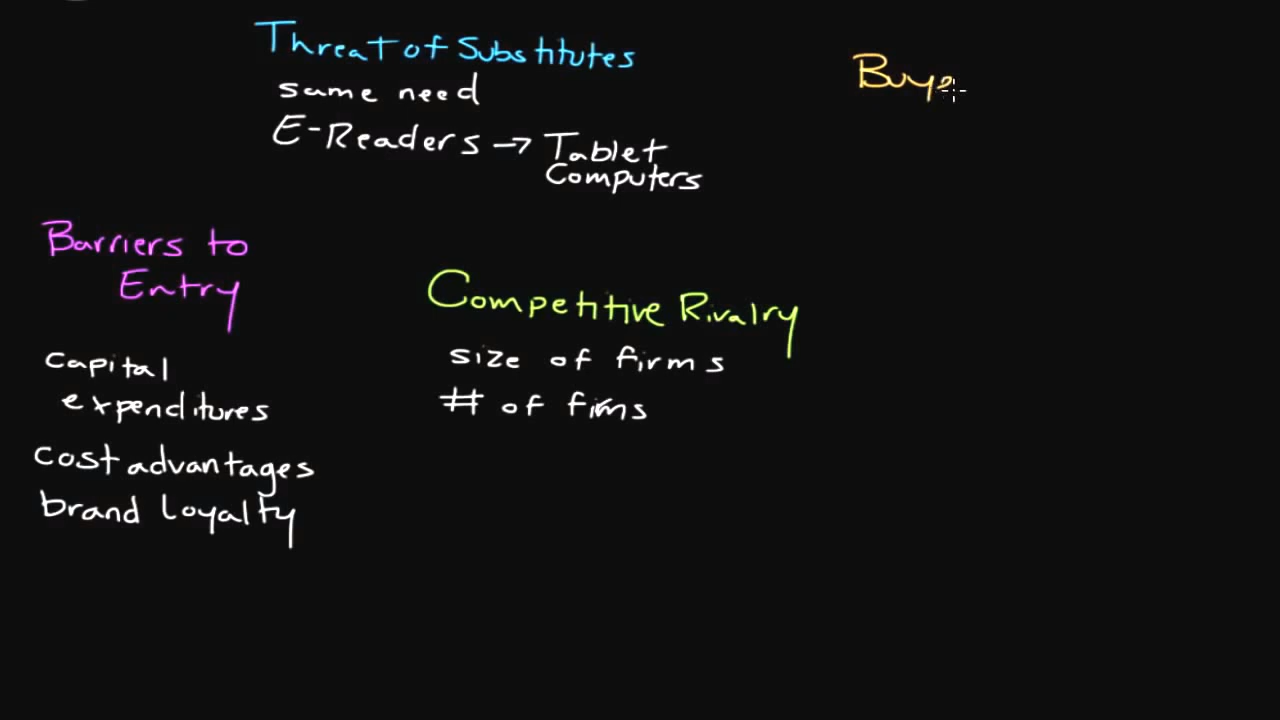 Threat of Substitutes
same need
E-Readers → Tablet
Computers
Buye
Barriers to
Entry
capital
expenditures
cost advantages
brand loyalty
Competitive Rivalry
size of firms
# of firms